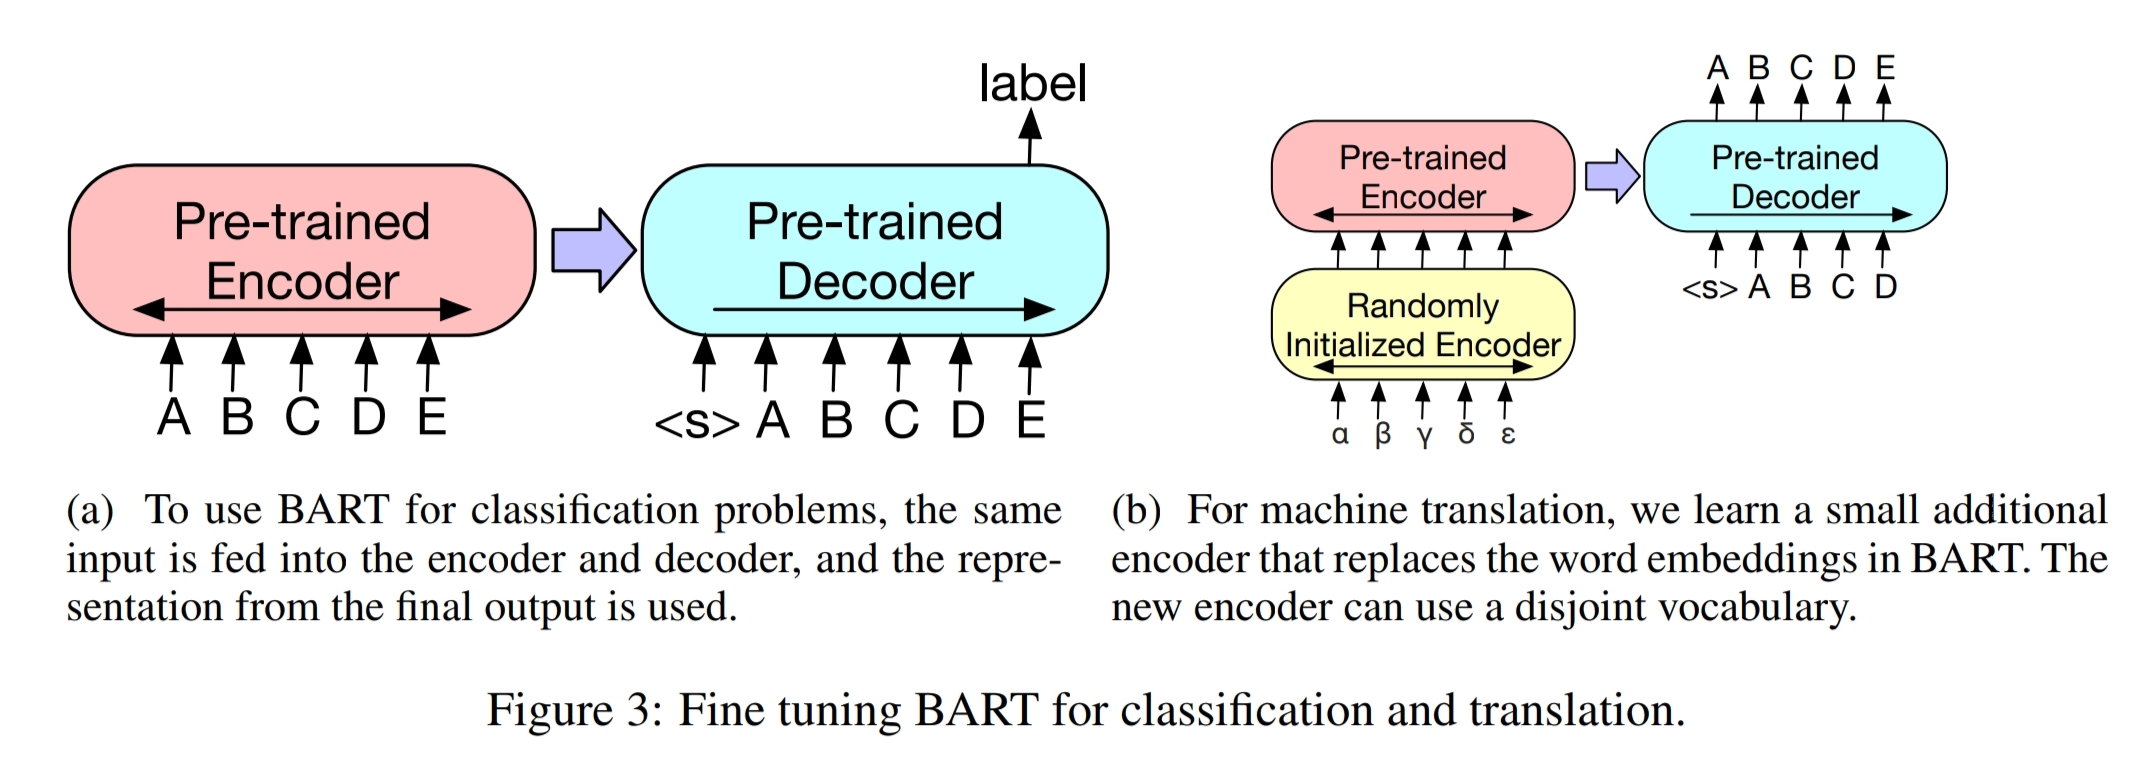 label
Pre-trained
Encoder
Pre-trained
Decoder
A B C D E
<s> A B C D E
A B C D E
Pre-trained
Encoder
Pre-trained
Decoder
<s> A B C D
Randomly
Initialized Encoder
α β γ δ ε
(a) To use BART for classification problems, the same
input is fed into the encoder and decoder, and the repre-
sentation from the final output is used.
(b) For machine translation, we learn a small additional
encoder that replaces the word embeddings in BART. The
new encoder can use a disjoint vocabulary.
Figure 3: Fine tuning BART for classification and translation.